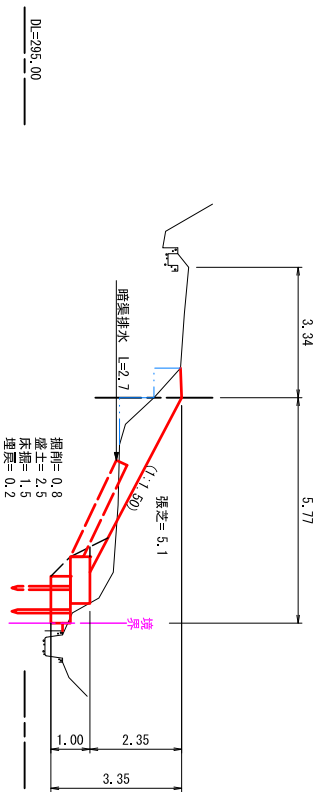 DL=295.00
3.34
5.77
暗渠排水 L=2.7
(1:1.50)
張芝= 5.1
掘削= 0.8
盛土= 2.5
床掘= 1.5
埋戻= 0.2
境界
1.00
2.35
3.35